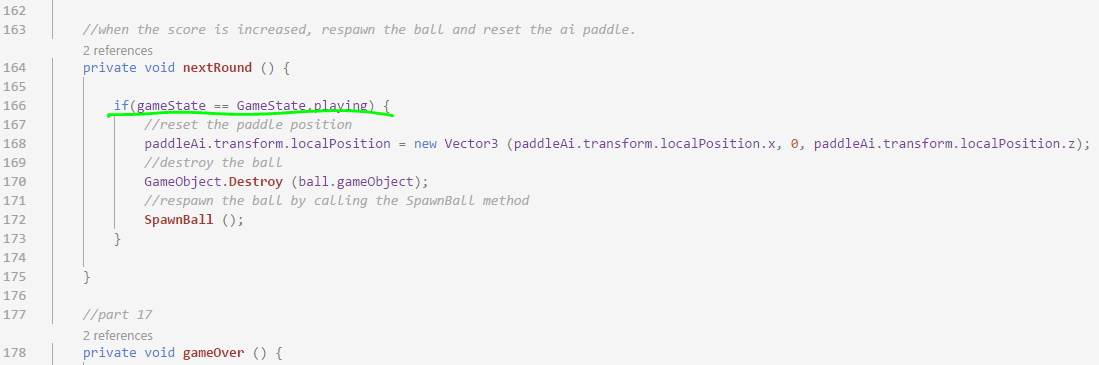 162
163 //when the score is increased, respawn the ball and reset the ai paddle.
2 references
164 private void nextRound () {
165
166 if(gameState == GameState.playing) {
167 //reset the paddle position
168 paddleAi.transform.localPosition = new Vector3 (paddleAi.transform.localPosition.x, 0, paddleAi.transform.localPosition.z);
169 //destroy the ball
170 GameObject.Destroy (ball.gameObject);
171 //respawn the ball by calling the SpawnBall method
172 SpawnBall ();
173 }
174
175 }
176
177 //part 17
2 references
178 private void gameOver () {